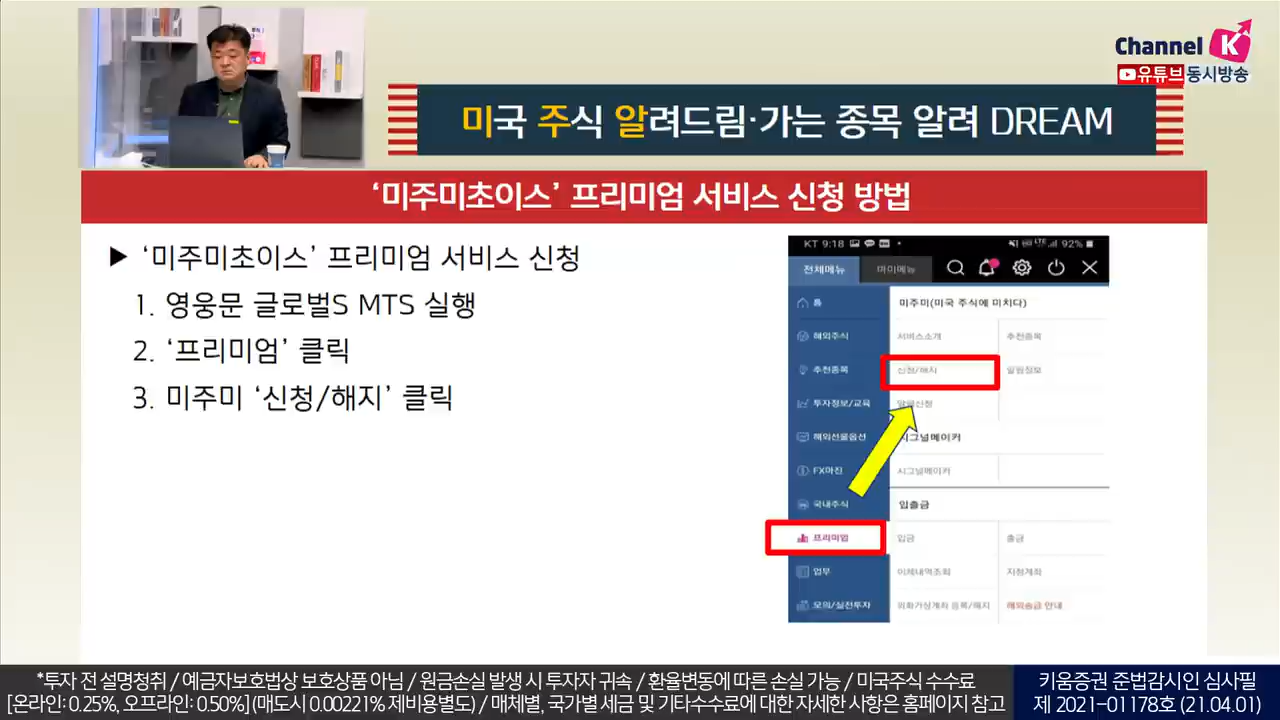 Channel K
유튜브 동시방송
미국 주식 알려드림·가는 종목 알려 DREAM
‘미주미초이스’ 프리미엄 서비스 신청 방법
▶ ‘미주미초이스’ 프리미엄 서비스 신청
1. 영웅문 글로벌S MTS 실행
2. ‘프리미엄’ 클릭
3. 미주미 ‘신청/해지’ 클릭
KT 9:18 LTE 92%
전체메뉴 마이메뉴
홈 미주미(미국 주식에 미치다)
해외주식 서비스소개 추천종목
추천종목 신청/해지 알림정보
투자정보/교육 알림신청
해외선물옵션 시그널메이커
FX마진 시그널메이커
국내주식 입출금
프리미엄 입금 출금
업무 이체내역조회 지정계좌
모의/실전투자 외화가상계좌 등록/해지 해외송금 안내
*투자 전 설명청취 / 예금자보호법상 보호상품 아님 / 원금손실 발생 시 투자자 귀속 / 환율변동에 따른 손실 가능 / 미국주식 수수료
[온라인: 0.25%, 오프라인: 0.50%] (매도시 0.00221% 제비용별도) / 매체별, 국가별 세금 및 기타수수료에 대한 자세한 사항은 홈페이지 참고
키움증권 준법감시인 심사필
제 2021-01178호 (21.04.01)